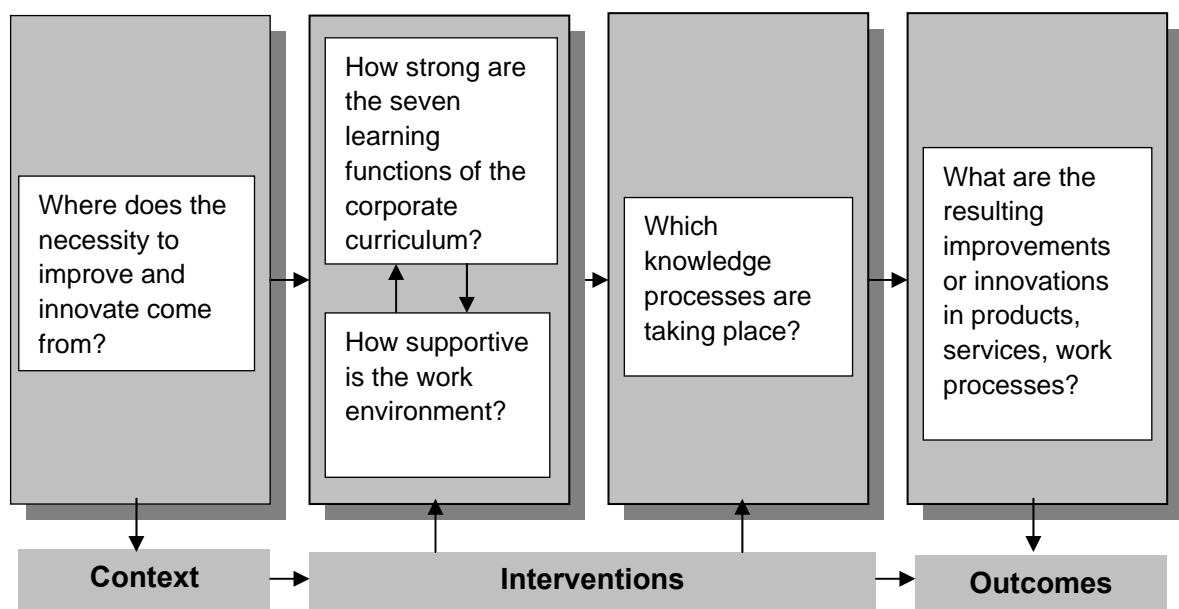 Where does the
necessity to
improve and
innovate come
from?
How strong are
the seven
learning
functions of the
corporate
curriculum?
How supportive
is the work
environment?
Which
knowledge
processes are
taking place?
What are the
resulting
improvements
or innovations
in products,
services, work
processes?
Context
Interventions
Outcomes